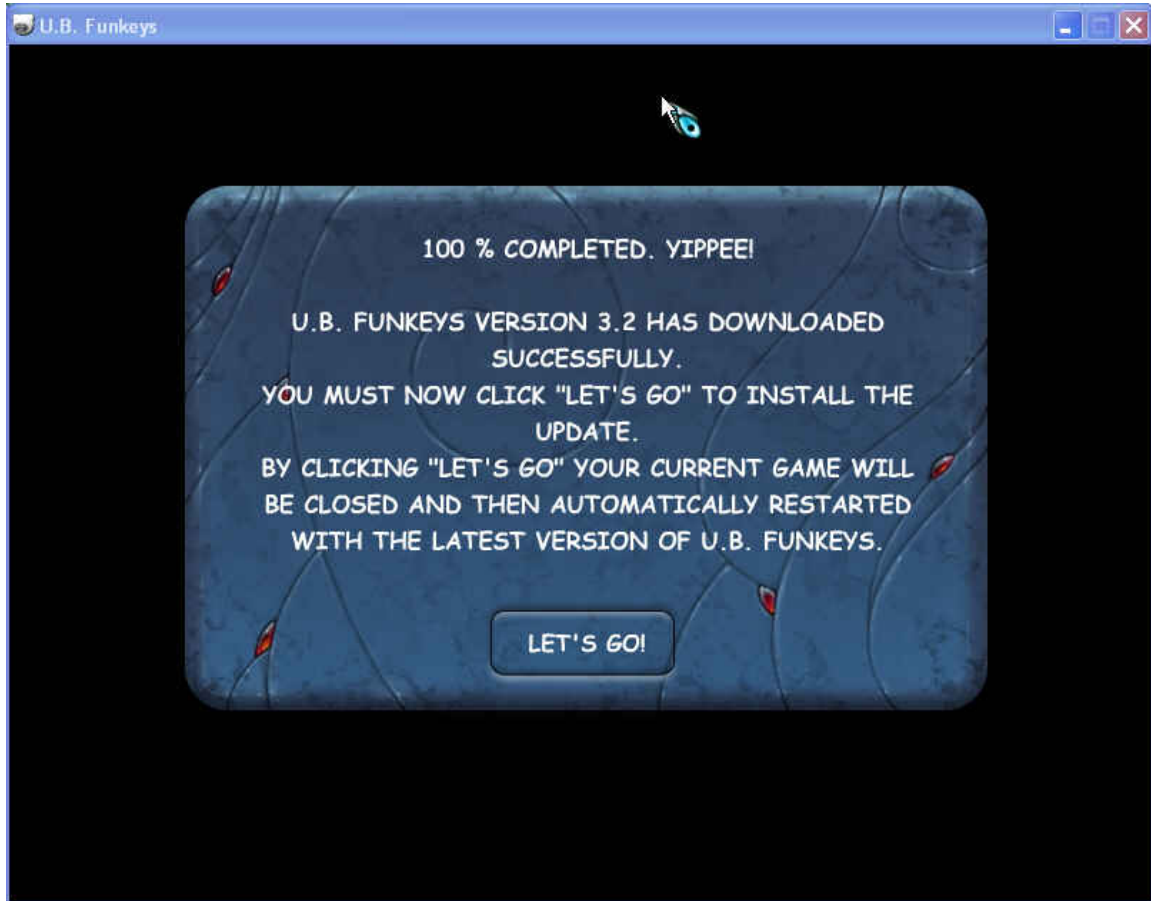 U.B. Funkeys
100 % COMPLETED. YIPPEE!
U.B. FUNKEYS VERSION 3.2 HAS DOWNLOADED
SUCCESSFULLY.
YOU MUST NOW CLICK "LET'S GO" TO INSTALL THE
UPDATE.
BY CLICKING "LET'S GO" YOUR CURRENT GAME WILL
BE CLOSED AND THEN AUTOMATICALLY RESTARTED
WITH THE LATEST VERSION OF U.B. FUNKEYS.
LET'S GO!